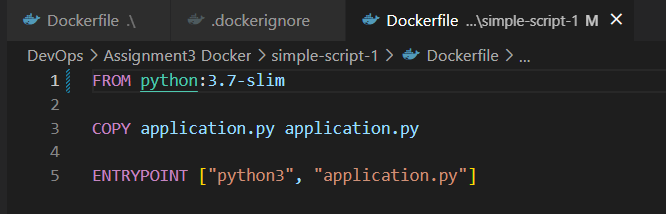 Dockerfile .\ .dockerignore Dockerfile ...\simple-script-1 M ×
DevOps > Assignment3 Docker > simple-script-1 > Dockerfile > ...
1 FROM python:3.7-slim
2
3 COPY application.py application.py
4
5 ENTRYPOINT ["python3", "application.py"]